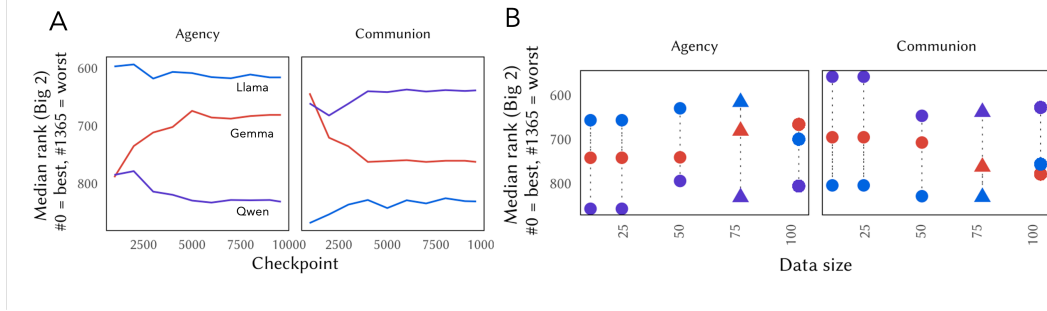 A
Agency
Communion
Median rank (Big 2)
#0 = best, #1365 = worst
600
700
800
Llama
Gemma
Qwen
2500
5000
7500
10000
2500
5000
7500
10000
Checkpoint
B
Agency
Communion
Median rank (Big 2)
#0 = best, #1365 = worst
600
700
800
25
50
75
100
25
50
75
100
Data size